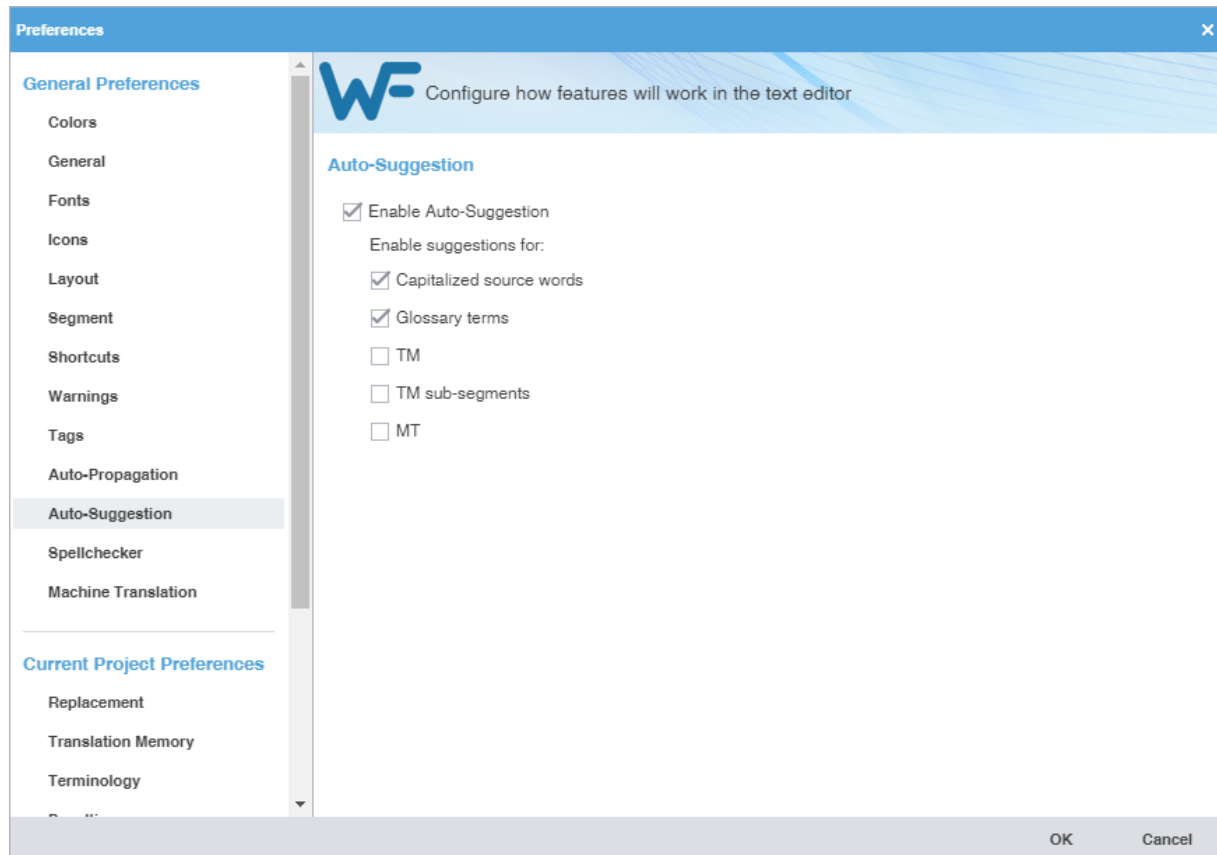 Preferences
General Preferences
Colors
General
Fonts
Icons
Layout
Segment
Shortcuts
Warnings
Tags
Auto-Propagation
Auto-Suggestion
Spellchecker
Machine Translation
Current Project Preferences
Replacement
Translation Memory
Terminology
WF Configure how features will work in the text editor
Auto-Suggestion
Enable Auto-Suggestion
Enable suggestions for:
Capitalized source words
Glossary terms
TM
TM sub-segments
MT
OK Cancel